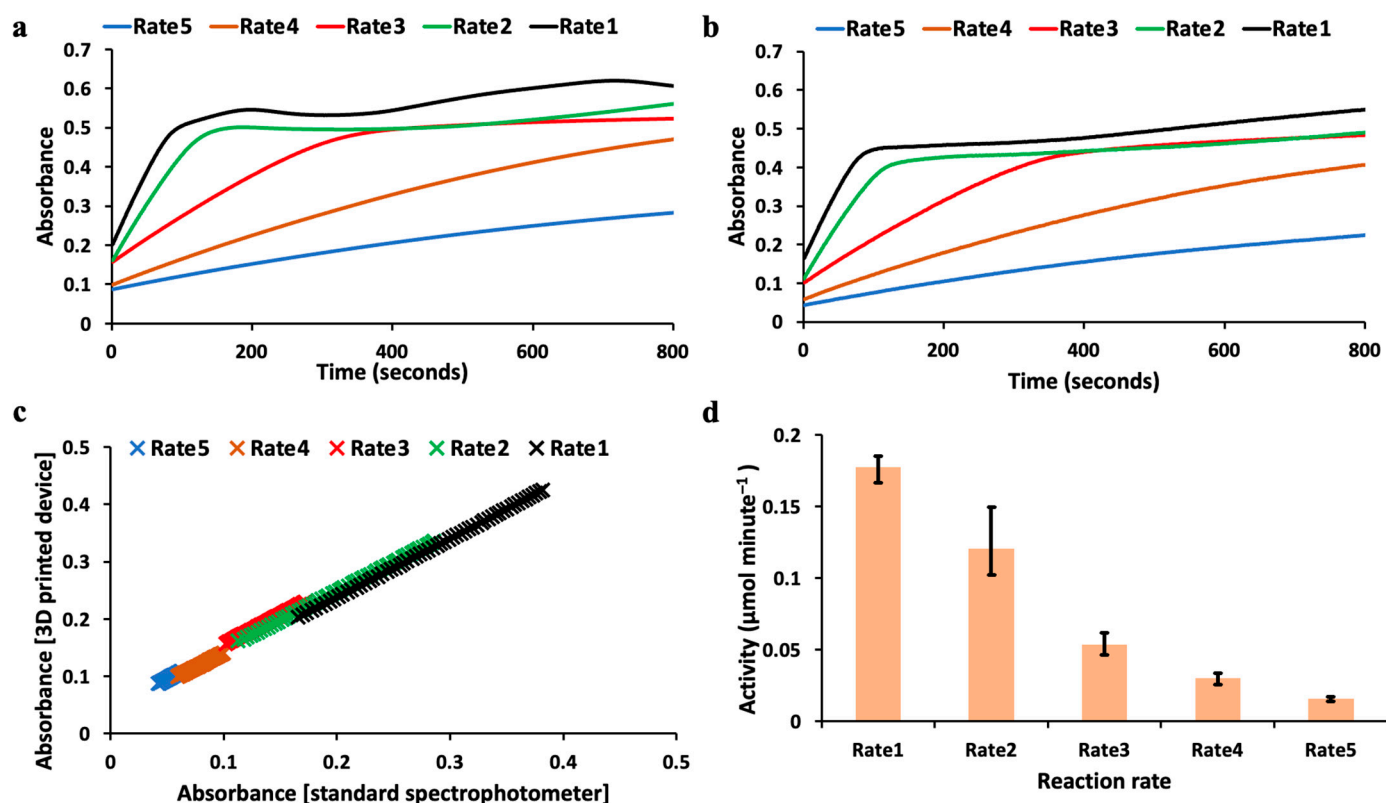 a
Rate5 Rate4 Rate3 Rate2 Rate1
0.7
0.6
0.5
0.4
0.3
0.2
0.1
0
Absorbance
0 200 400 600 800
Time (seconds)
b
Rate5 Rate4 Rate3 Rate2 Rate1
0.7
0.6
0.5
0.4
0.3
0.2
0.1
0
Absorbance
0 200 400 600 800
Time (seconds)
c
Rate5 Rate4 Rate3 Rate2 Rate1
0.5
0.4
0.3
0.2
0.1
0
Absorbance [3D printed device]
0 0.1 0.2 0.3 0.4 0.5
Absorbance [standard spectrophotometer]
d
0.2
0.15
0.1
0.05
0
Activity (μmol minute⁻¹ )
Rate1 Rate2 Rate3 Rate4 Rate5
Reaction rate